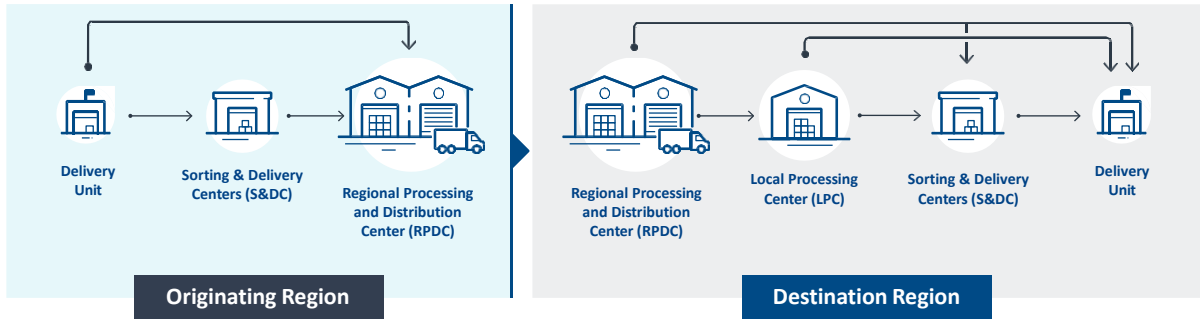 Delivery
Unit
Sorting & Delivery
Centers (S&DC)
Regional Processing
and Distribution
Center (RPDC)
Originating Region
Regional Processing
and Distribution
Center (RPDC)
Local Processing
Center (LPC)
Sorting & Delivery
Centers (S&DC)
Delivery
Unit
Destination Region